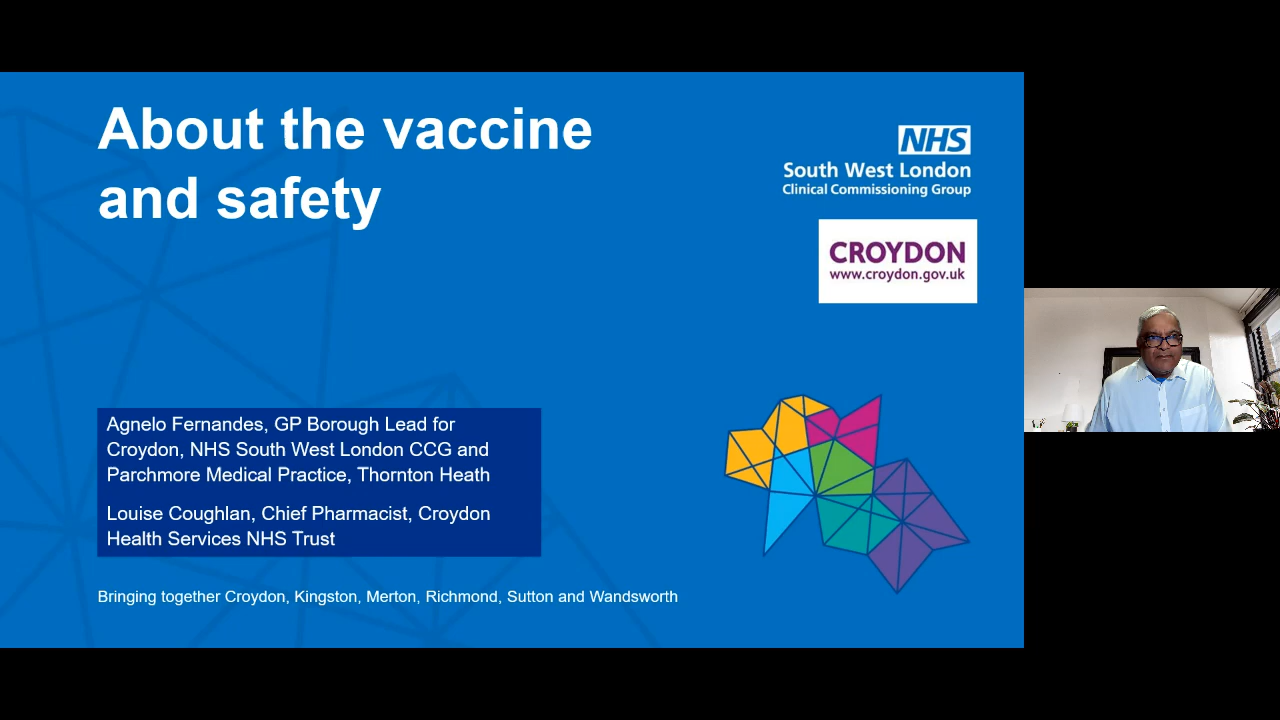 About the vaccine
and safety
NHS
South West London
Clinical Commissioning Group
CROYDON
www.croydon.gov.uk
Agnelo Fernandes, GP Borough Lead for
Croydon, NHS South West London CCG and
Parchmore Medical Practice, Thornton Heath
Louise Coughlan, Chief Pharmacist, Croydon
Health Services NHS Trust
Bringing together Croydon, Kingston, Merton, Richmond, Sutton and Wandsworth